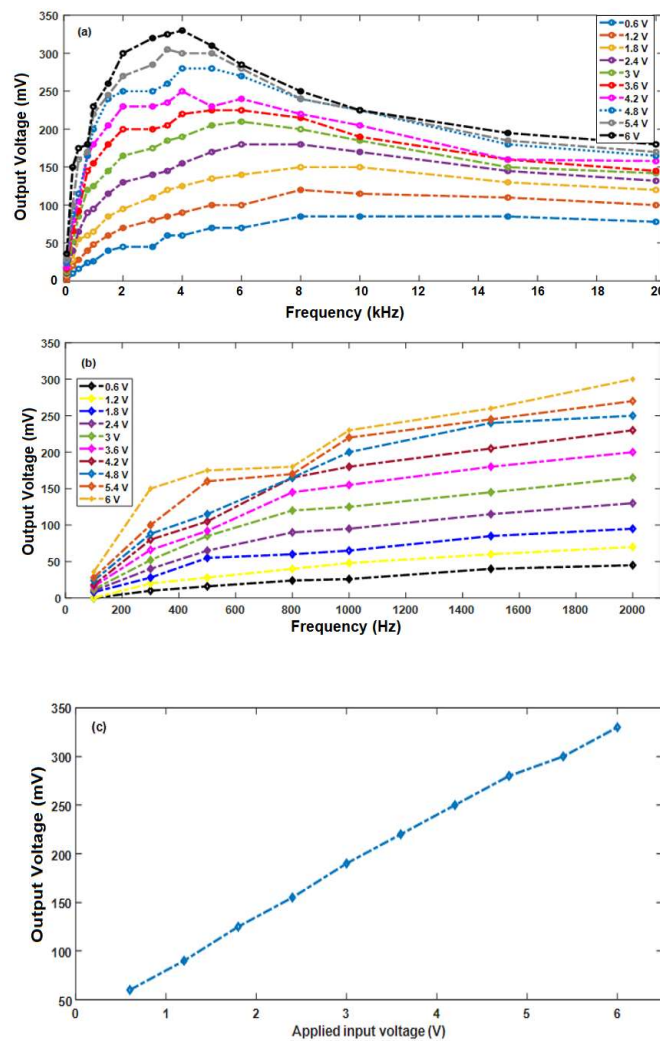 (a)
Output Voltage (mV)
350
300
250
200
150
100
50
0
0 2 4 6 8 10 12 14 16 18 20
Frequency (kHz)
0.6 V
1.2 V
1.8 V
2.4 V
3 V
3.6 V
4.2 V
4.8 V
5.4 V
6 V
(b)
Output Voltage (mV)
350
300
250
200
150
100
50
0
0 200 400 600 800 1000 1200 1400 1600 1800 2000
Frequency (Hz)
0.6 V
1.2 V
1.8 V
2.4 V
3 V
3.6 V
4.2 V
4.8 V
5.4 V
6 V
(c)
Output Voltage (mV)
350
300
250
200
150
100
50
0 1 2 3 4 5 6
Applied input voltage (V)